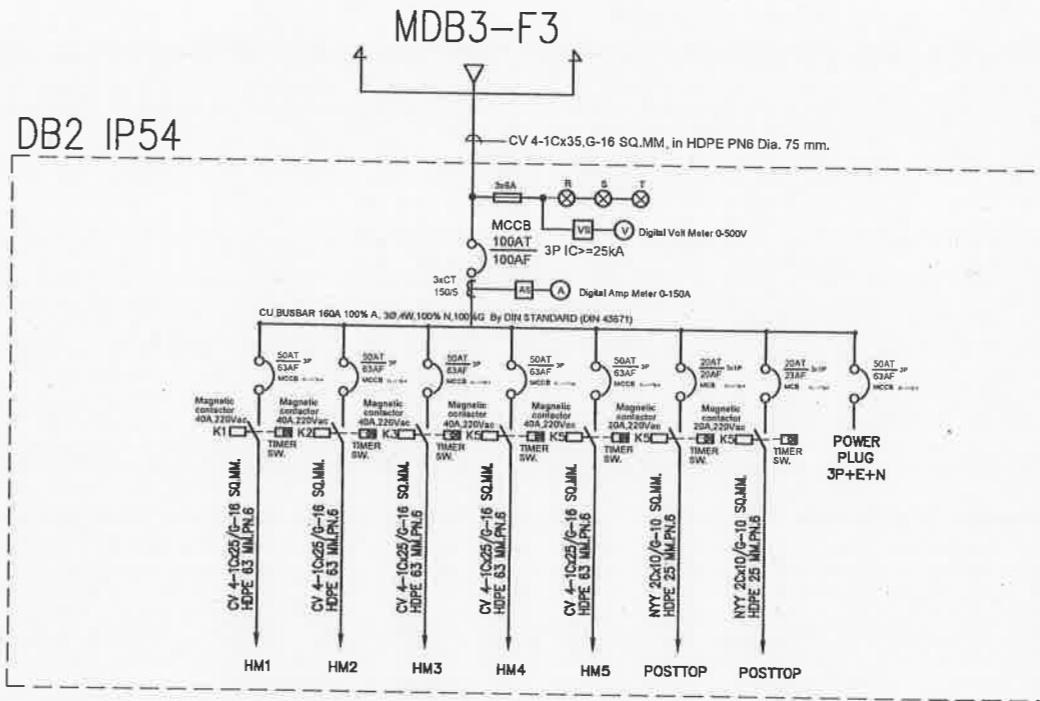 MDB3-F3
DB2 IP54
CV 4-1Cx35,G-16 SQ.MM, in HDPE PN6 Dia. 75 mm.
R S T
MCCB
100AT
100AF
3P IC>=25kA
VS V Digital Volt Meter 0-500V
3xCT
150/5
AS A Digital Amp Meter 0-150A
CU,BUSBAR 160A 100% A, 3Ø,4W,100% N,100%G By DIN STANDARD (DIN 43671)
50AT 3P
63AF
MCCB
50AT 3P
63AF
MCCB
50AT 3P
63AF
MCCB
50AT 3P
63AF
MCCB
50AT 3P
63AF
MCCB
20AT
20AF
MCB
20AT
MCB
50AT 3P
63AF
MCCB
Magnetic
contactor
40A,220Vac
K1
TIMER
SW.
Magnetic
contactor
40A,220Vac
K2
TIMER
SW.
Magnetic
contactor
40A,220Vac
K3
TIMER
SW.
Magnetic
contactor
40A,220Vac
K5
TIMER
SW.
Magnetic
contactor
40A,220Vac
K5
TIMER
SW.
Magnetic
contactor
20A,220Vac
K5
TIMER
SW.
Magnetic
contactor
20A,220Vac
K5
TIMER
SW.
POWER
PLUG
3P+E+N
CV 4-1Cx25/G-16 SQ.MM.
HDPE 63 MM,PN.6
CV 4-1Cx25/G-16 SQ.MM.
HDPE 63 MM,PN.6
CV 4-1Cx25/G-16 SQ.MM.
HDPE 63 MM,PN.6
CV 4-1Cx25/G-16 SQ.MM.
HDPE 63 MM,PN.6
CV 4-1Cx25/G-16 SQ.MM.
HDPE 63 MM,PN.6
NYY 2Cx10/G-10 SQ.MM.
HDPE 25 MM,PN.6
NYY 2Cx10/G-10 SQ.MM.
HDPE 25 MM,PN.6
HM1
HM2
HM3
HM4
HM5
POSTTOP
POSTTOP